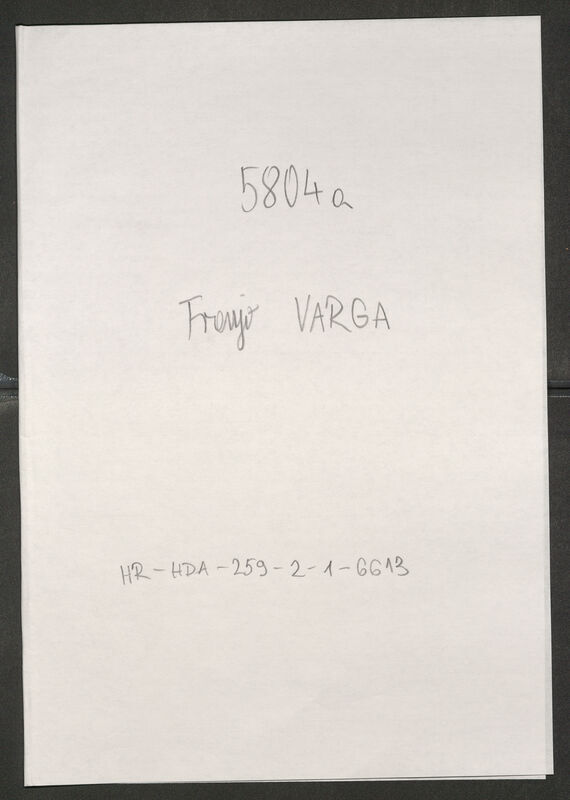 5804a
Franjo VARGA
HR-HDA-259-2-1-6613